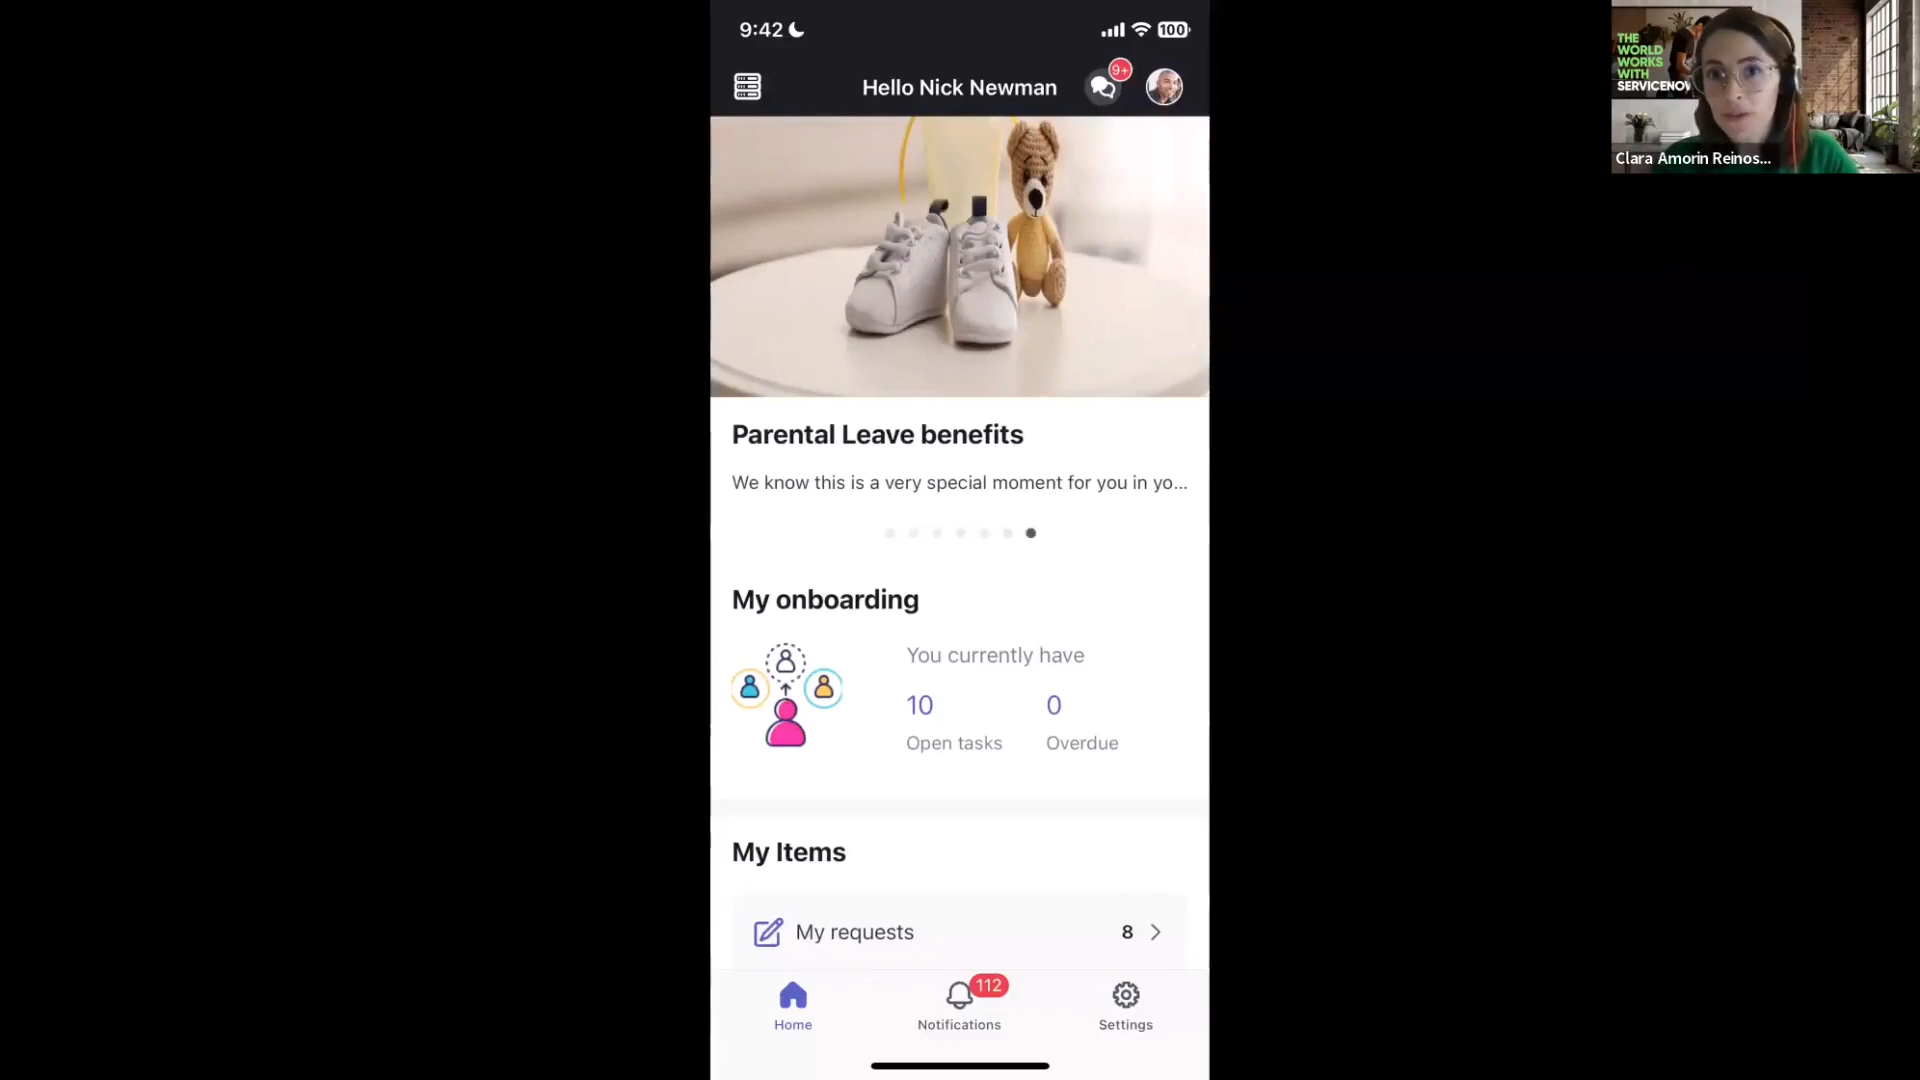 9:42
100
Hello Nick Newman
9+
THE
WORLD
WORKS
WITH
SERVICENOW
Clara Amorin Reinos...
Parental Leave benefits
We know this is a very special moment for you in yo...
My onboarding
You currently have
10
0
Open tasks
Overdue
My Items
My requests
8
112
Home
Notifications
Settings